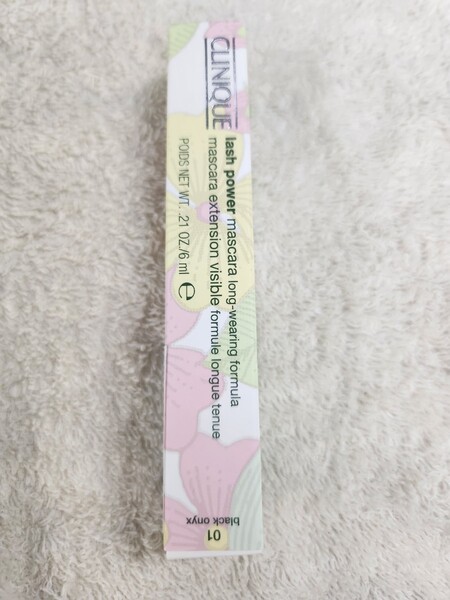 CLINIQUE
lash power mascara long-wearing formula
mascara extension visible formule longue tenue
POIDS NET WT. .21 OZ./6 ml e
01
black onyx